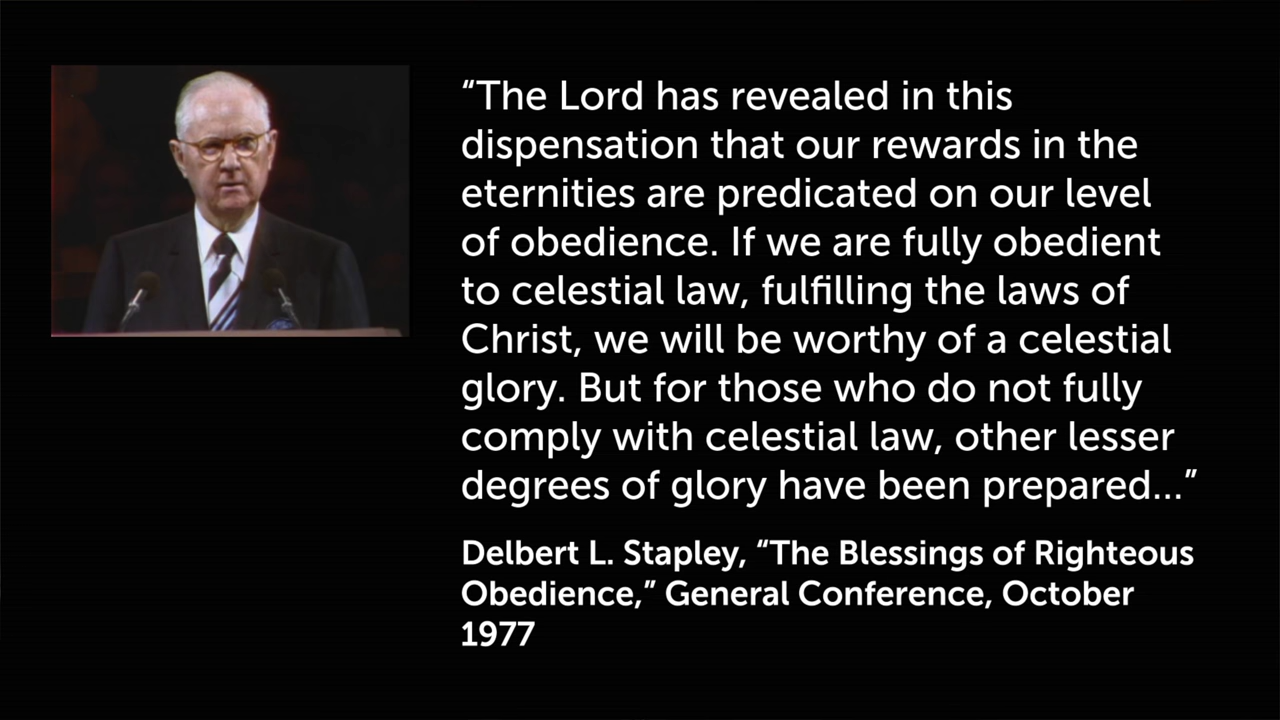 “The Lord has revealed in this
dispensation that our rewards in the
eternities are predicated on our level
of obedience. If we are fully obedient
to celestial law, fulfilling the laws of
Christ, we will be worthy of a celestial
glory. But for those who do not fully
comply with celestial law, other lesser
degrees of glory have been prepared...”
Delbert L. Stapley, “The Blessings of Righteous
Obedience,” General Conference, October
1977